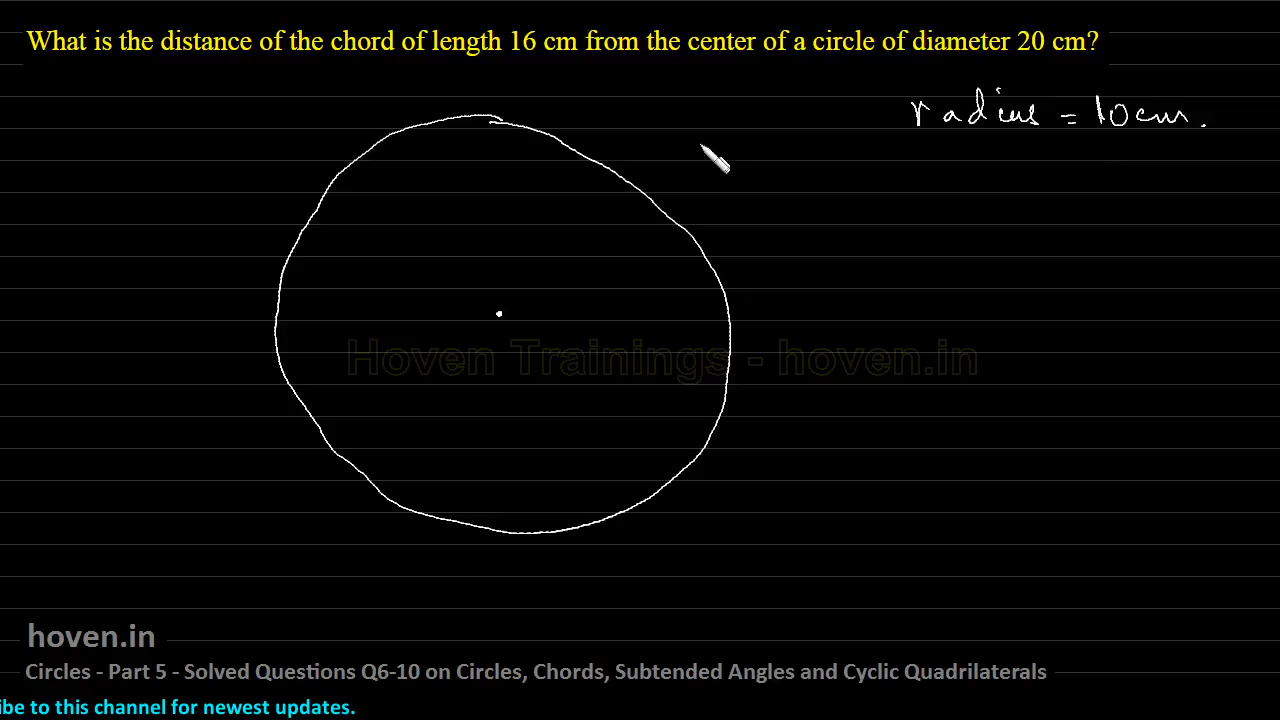 What is the distance of the chord of length 16 cm from the center of a circle of diameter 20 cm?
radius = 10cm.
Hoven Trainings - hoven.in
hoven.in
Circles - Part 5 - Solved Questions Q6-10 on Circles, Chords, Subtended Angles and Cyclic Quadrilaterals
ibe to this channel for newest updates.